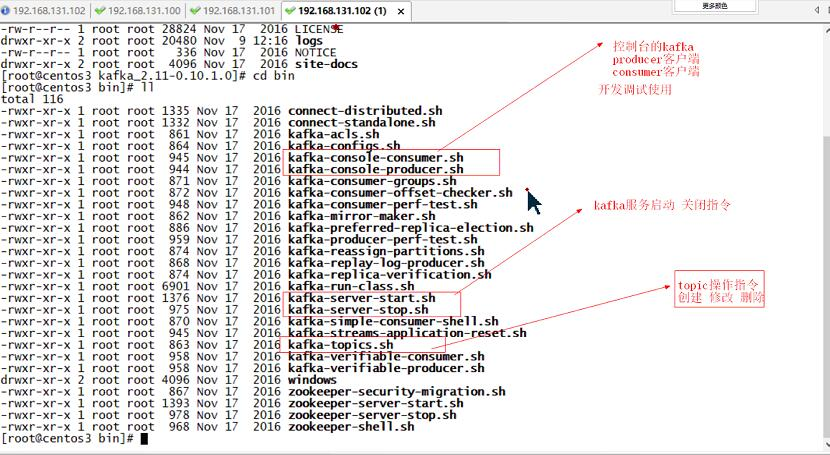 192.168.131.102 192.168.131.100 192.168.131.101 192.168.131.102 (1) ×
更多颜色
-rw-r--r-- 1 root root 28824 Nov 17 2016 LICENSE
drwxr-xr-x 2 root root 20480 Nov 9 12:16 logs
-rw-r--r-- 1 root root 336 Nov 17 2016 NOTICE
drwxr-xr-x 2 root root 4096 Nov 17 2016 site-docs
[root@centos3 kafka_2.11-0.10.1.0]# cd bin
[root@centos3 bin]# ll
total 116
-rwxr-xr-x 1 root root 1335 Nov 17 2016 connect-distributed.sh
-rwxr-xr-x 1 root root 1332 Nov 17 2016 connect-standalone.sh
-rwxr-xr-x 1 root root 861 Nov 17 2016 kafka-acls.sh
-rwxr-xr-x 1 root root 864 Nov 17 2016 kafka-configs.sh
-rwxr-xr-x 1 root root 945 Nov 17 2016 kafka-console-consumer.sh
-rwxr-xr-x 1 root root 944 Nov 17 2016 kafka-console-producer.sh
-rwxr-xr-x 1 root root 871 Nov 17 2016 kafka-consumer-groups.sh
-rwxr-xr-x 1 root root 872 Nov 17 2016 kafka-consumer-offset-checker.sh
-rwxr-xr-x 1 root root 948 Nov 17 2016 kafka-consumer-perf-test.sh
-rwxr-xr-x 1 root root 862 Nov 17 2016 kafka-mirror-maker.sh
-rwxr-xr-x 1 root root 886 Nov 17 2016 kafka-preferred-replica-election.sh
-rwxr-xr-x 1 root root 959 Nov 17 2016 kafka-producer-perf-test.sh
-rwxr-xr-x 1 root root 874 Nov 17 2016 kafka-reassign-partitions.sh
-rwxr-xr-x 1 root root 868 Nov 17 2016 kafka-replay-log-producer.sh
-rwxr-xr-x 1 root root 874 Nov 17 2016 kafka-replica-verification.sh
-rwxr-xr-x 1 root root 6901 Nov 17 2016 kafka-run-class.sh
-rwxr-xr-x 1 root root 1376 Nov 17 2016 kafka-server-start.sh
-rwxr-xr-x 1 root root 975 Nov 17 2016 kafka-server-stop.sh
-rwxr-xr-x 1 root root 870 Nov 17 2016 kafka-simple-consumer-shell.sh
-rwxr-xr-x 1 root root 945 Nov 17 2016 kafka-streams-application-reset.sh
-rwxr-xr-x 1 root root 863 Nov 17 2016 kafka-topics.sh
-rwxr-xr-x 1 root root 958 Nov 17 2016 kafka-verifiable-consumer.sh
-rwxr-xr-x 1 root root 958 Nov 17 2016 kafka-verifiable-producer.sh
drwxr-xr-x 2 root root 4096 Nov 17 2016 windows
-rwxr-xr-x 1 root root 867 Nov 17 2016 zookeeper-security-migration.sh
-rwxr-xr-x 1 root root 1393 Nov 17 2016 zookeeper-server-start.sh
-rwxr-xr-x 1 root root 978 Nov 17 2016 zookeeper-server-stop.sh
-rwxr-xr-x 1 root root 968 Nov 17 2016 zookeeper-shell.sh
[root@centos3 bin]#
控制台的kafka
producer客户端
consumer客户端
开发调试使用
kafka服务启动 关闭指令
topic操作指令
创建 修改 删除